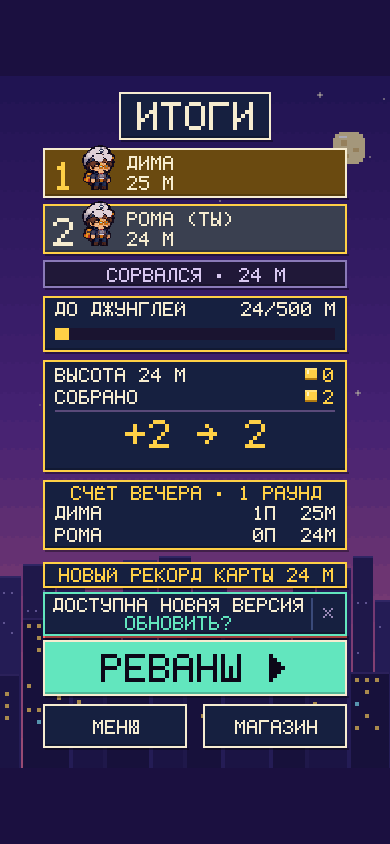 ИТОГИ
1 ДИМА
25 М
2 РОМА (ТЫ)
24 М
СОРВАЛСЯ • 24 М
ДО ДЖУНГЛЕЙ 24/500 М
ВЫСОТА 24 М 0
СОБРАНО 2
+2 → 2
СЧЁТ ВЕЧЕРА • 1 РАУНД
ДИМА 1П 25М
РОМА 0П 24М
НОВЫЙ РЕКОРД КАРТЫ 24 М
ДОСТУПНА НОВАЯ ВЕРСИЯ
ОБНОВИТЬ? ×
РЕВАНШ ▶
МЕНЮ МАГАЗИН